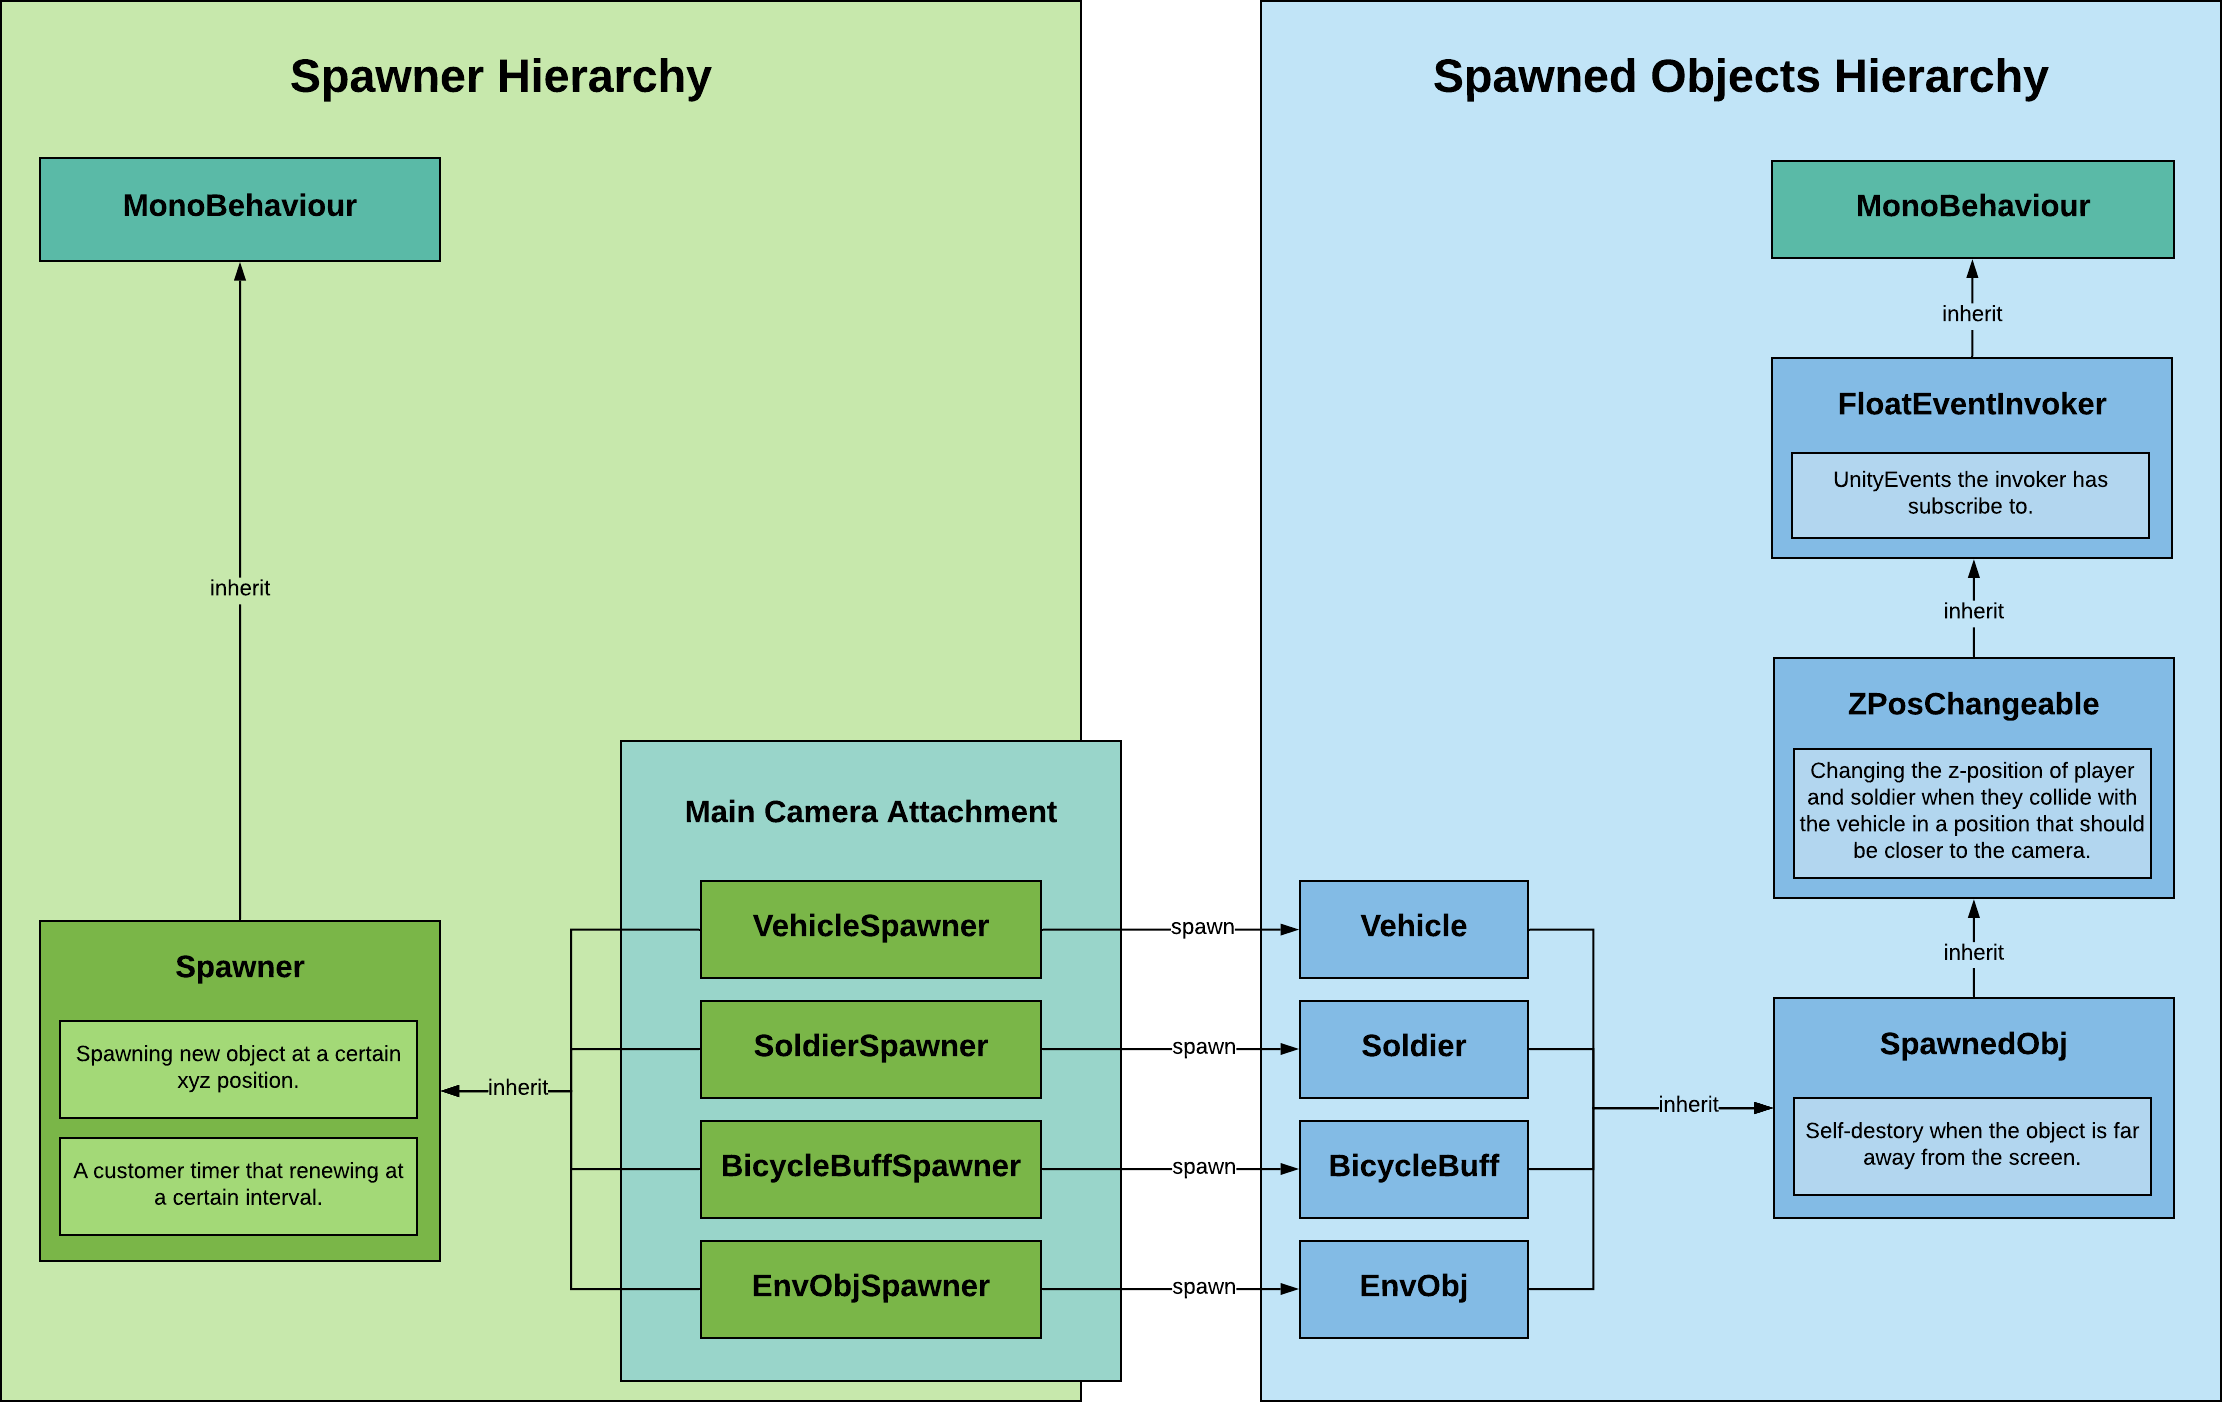 Spawner Hierarchy
MonoBehaviour
inherit
Spawner
Spawning new object at a certain
xyz position.
A customer timer that renewing at
a certain interval.
inherit
Main Camera Attachment
VehicleSpawner
SoldierSpawner
BicycleBuffSpawner
EnvObjSpawner
spawn
spawn
spawn
spawn
Spawned Objects Hierarchy
MonoBehaviour
inherit
FloatEventInvoker
UnityEvents the invoker has
subscribe to.
inherit
ZPosChangeable
Changing the z-position of player
and soldier when they collide with
the vehicle in a position that should
be closer to the camera.
inherit
Vehicle
Soldier
BicycleBuff
EnvObj
inherit
SpawnedObj
Self-destory when the object is far
away from the screen.